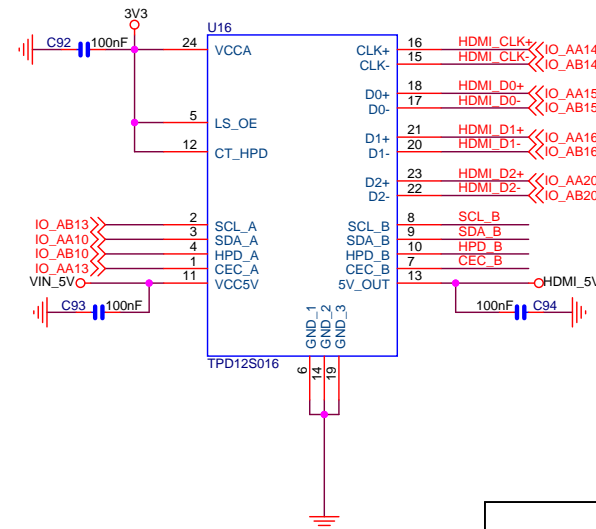 3V3
U16
C92 100nF
24 VCCA
CLK+ 16 HDMI_CLK+ IO_AA14
CLK- 15 HDMI_CLK- IO_AB14
D0+ 18 HDMI_D0+ IO_AA15
D0- 17 HDMI_D0- IO_AB15
5 LS_OE
D1+ 21 HDMI_D1+ IO_AA16
12 CT_HPD
D1- 20 HDMI_D1- IO_AB16
D2+ 23 HDMI_D2+ IO_AA20
D2- 22 HDMI_D2- IO_AB20
IO_AB13 2 SCL_A SCL_B 8 SCL_B
IO_AA10 3 SDA_A SDA_B 9 SDA_B
IO_AB10 4 HPD_A HPD_B 10 HPD_B
IO_AA13 1 CEC_A CEC_B 7 CEC_B
VIN_5V 11 VCC5V 5V_OUT 13 HDMI_5V
C93 100nF
100nF C94
GND_1
GND_2
GND_3
TPD12S016
6
14
19